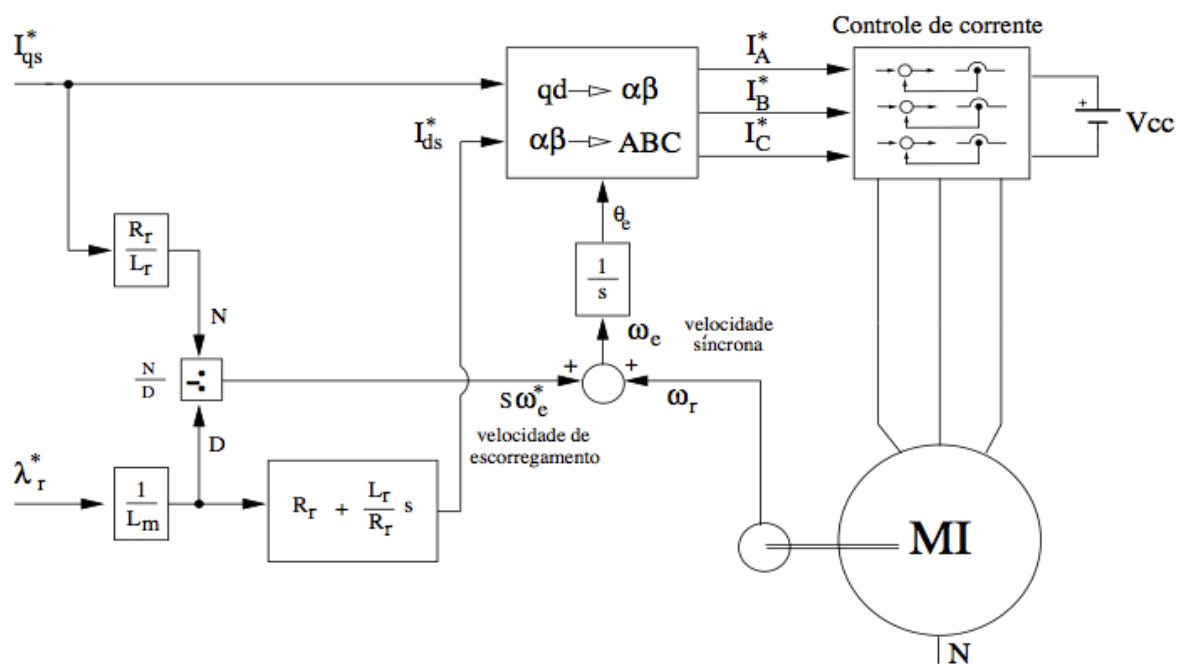 Controle de corrente
I*qs
qd → αβ
αβ → ABC
I*A
I*B
I*C
I*ds
+
Vcc
θe
Rr
Lr
1
s
N
ωe
velocidade
síncrona
N
D
+
+
sω*e
ωr
D
velocidade de
escorregamento
λ*r
1
Lm
Rr + Lr/Rr s
MI
N